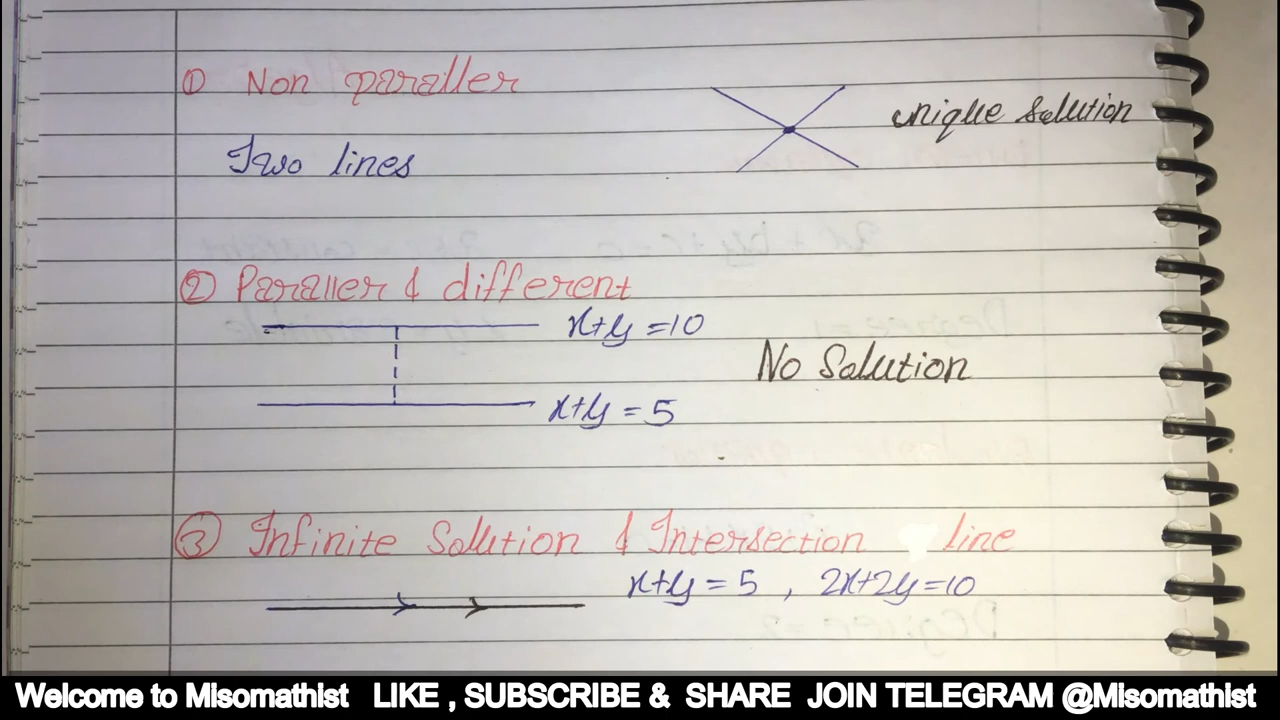 ① Non paraller
unique solution
Two lines
② Paraller & different
x+y=10
No Solution
x+y=5
③ Infinite Solution & Intersection line
x+y=5 , 2x+2y=10
Welcome to Misomathist LIKE , SUBSCRIBE & SHARE JOIN TELEGRAM @Misomathist